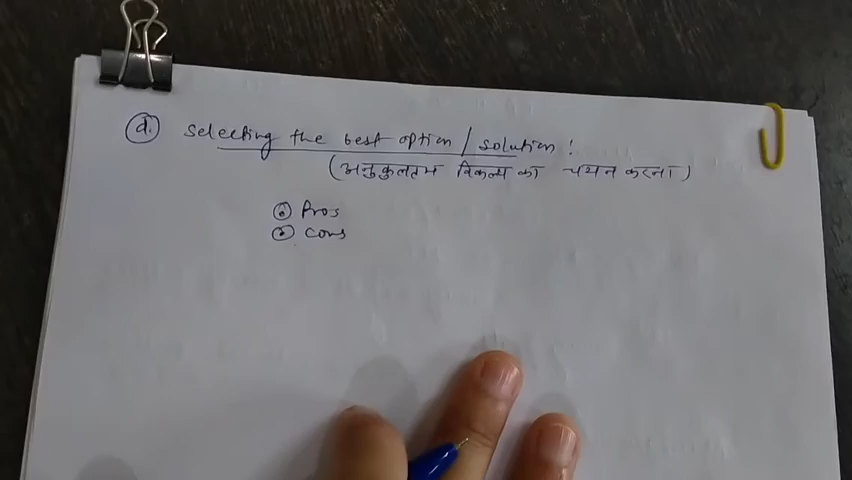 d. Selecting the best option / solution :
(अनुकुलतम विकल्प का चयन करना)
Pros
Cons